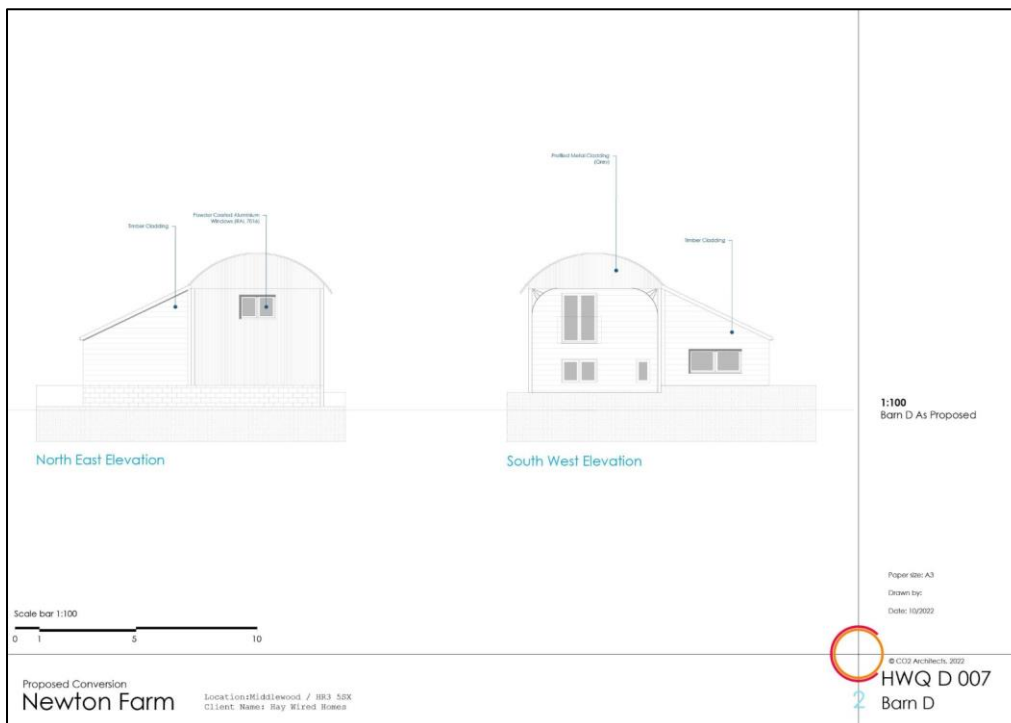 Profiled Metal Cladding
(Grey)
Powder Coated Aluminium
Windows (RAL 7016)
Timber Cladding
Timber Cladding
North East Elevation
South West Elevation
1:100
Barn D As Proposed
Paper size: A3
Drawn by:
Date: 10/2022
Scale bar 1:100
0 1 5 10
© CO2 Architects, 2022
HWQ D 007
2
Barn D
Proposed Conversion
Newton Farm
Location:Middlewood / HR3 5SX
Client Name: Hay Wired Homes